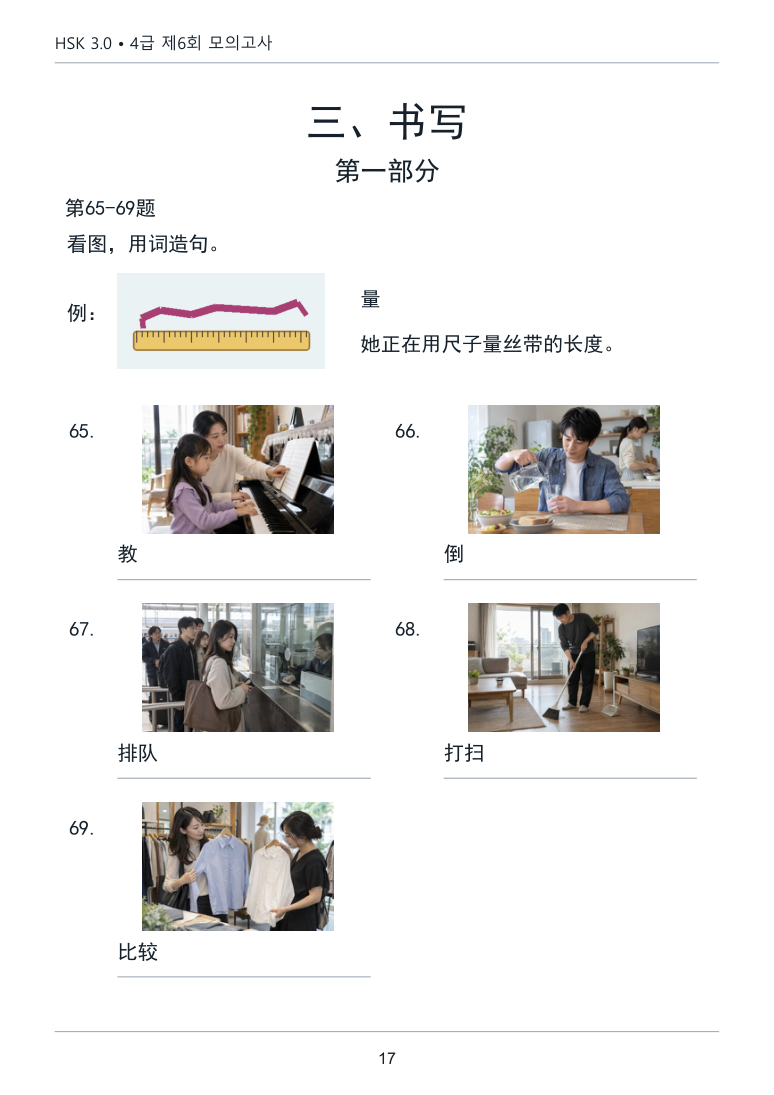 HSK 3.0 • 4급 제6회 모의고사
三、书写
第一部分
第65-69题
看图，用词造句。
例：
量
她正在用尺子量丝带的长度。
65.
教
66.
倒
67.
排队
68.
打扫
69.
比较
17